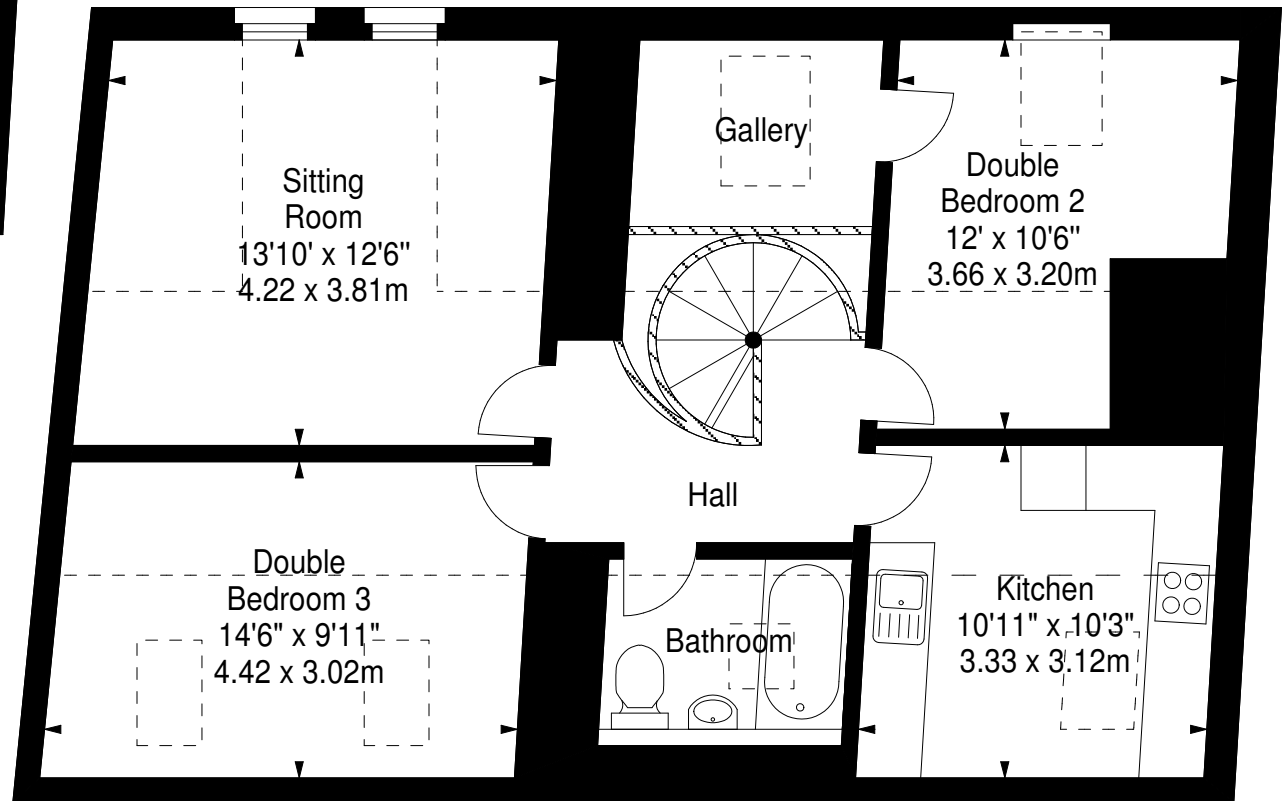 Sitting
Room
13'10' x 12'6"
4.22 x 3.81m
Gallery
Double
Bedroom 2
12' x 10'6"
3.66 x 3.20m
Hall
Double
Bedroom 3
14'6" x 9'11"
4.42 x 3.02m
Bathroom
Kitchen
10'11" x 10'3"
3.33 x 3.12m